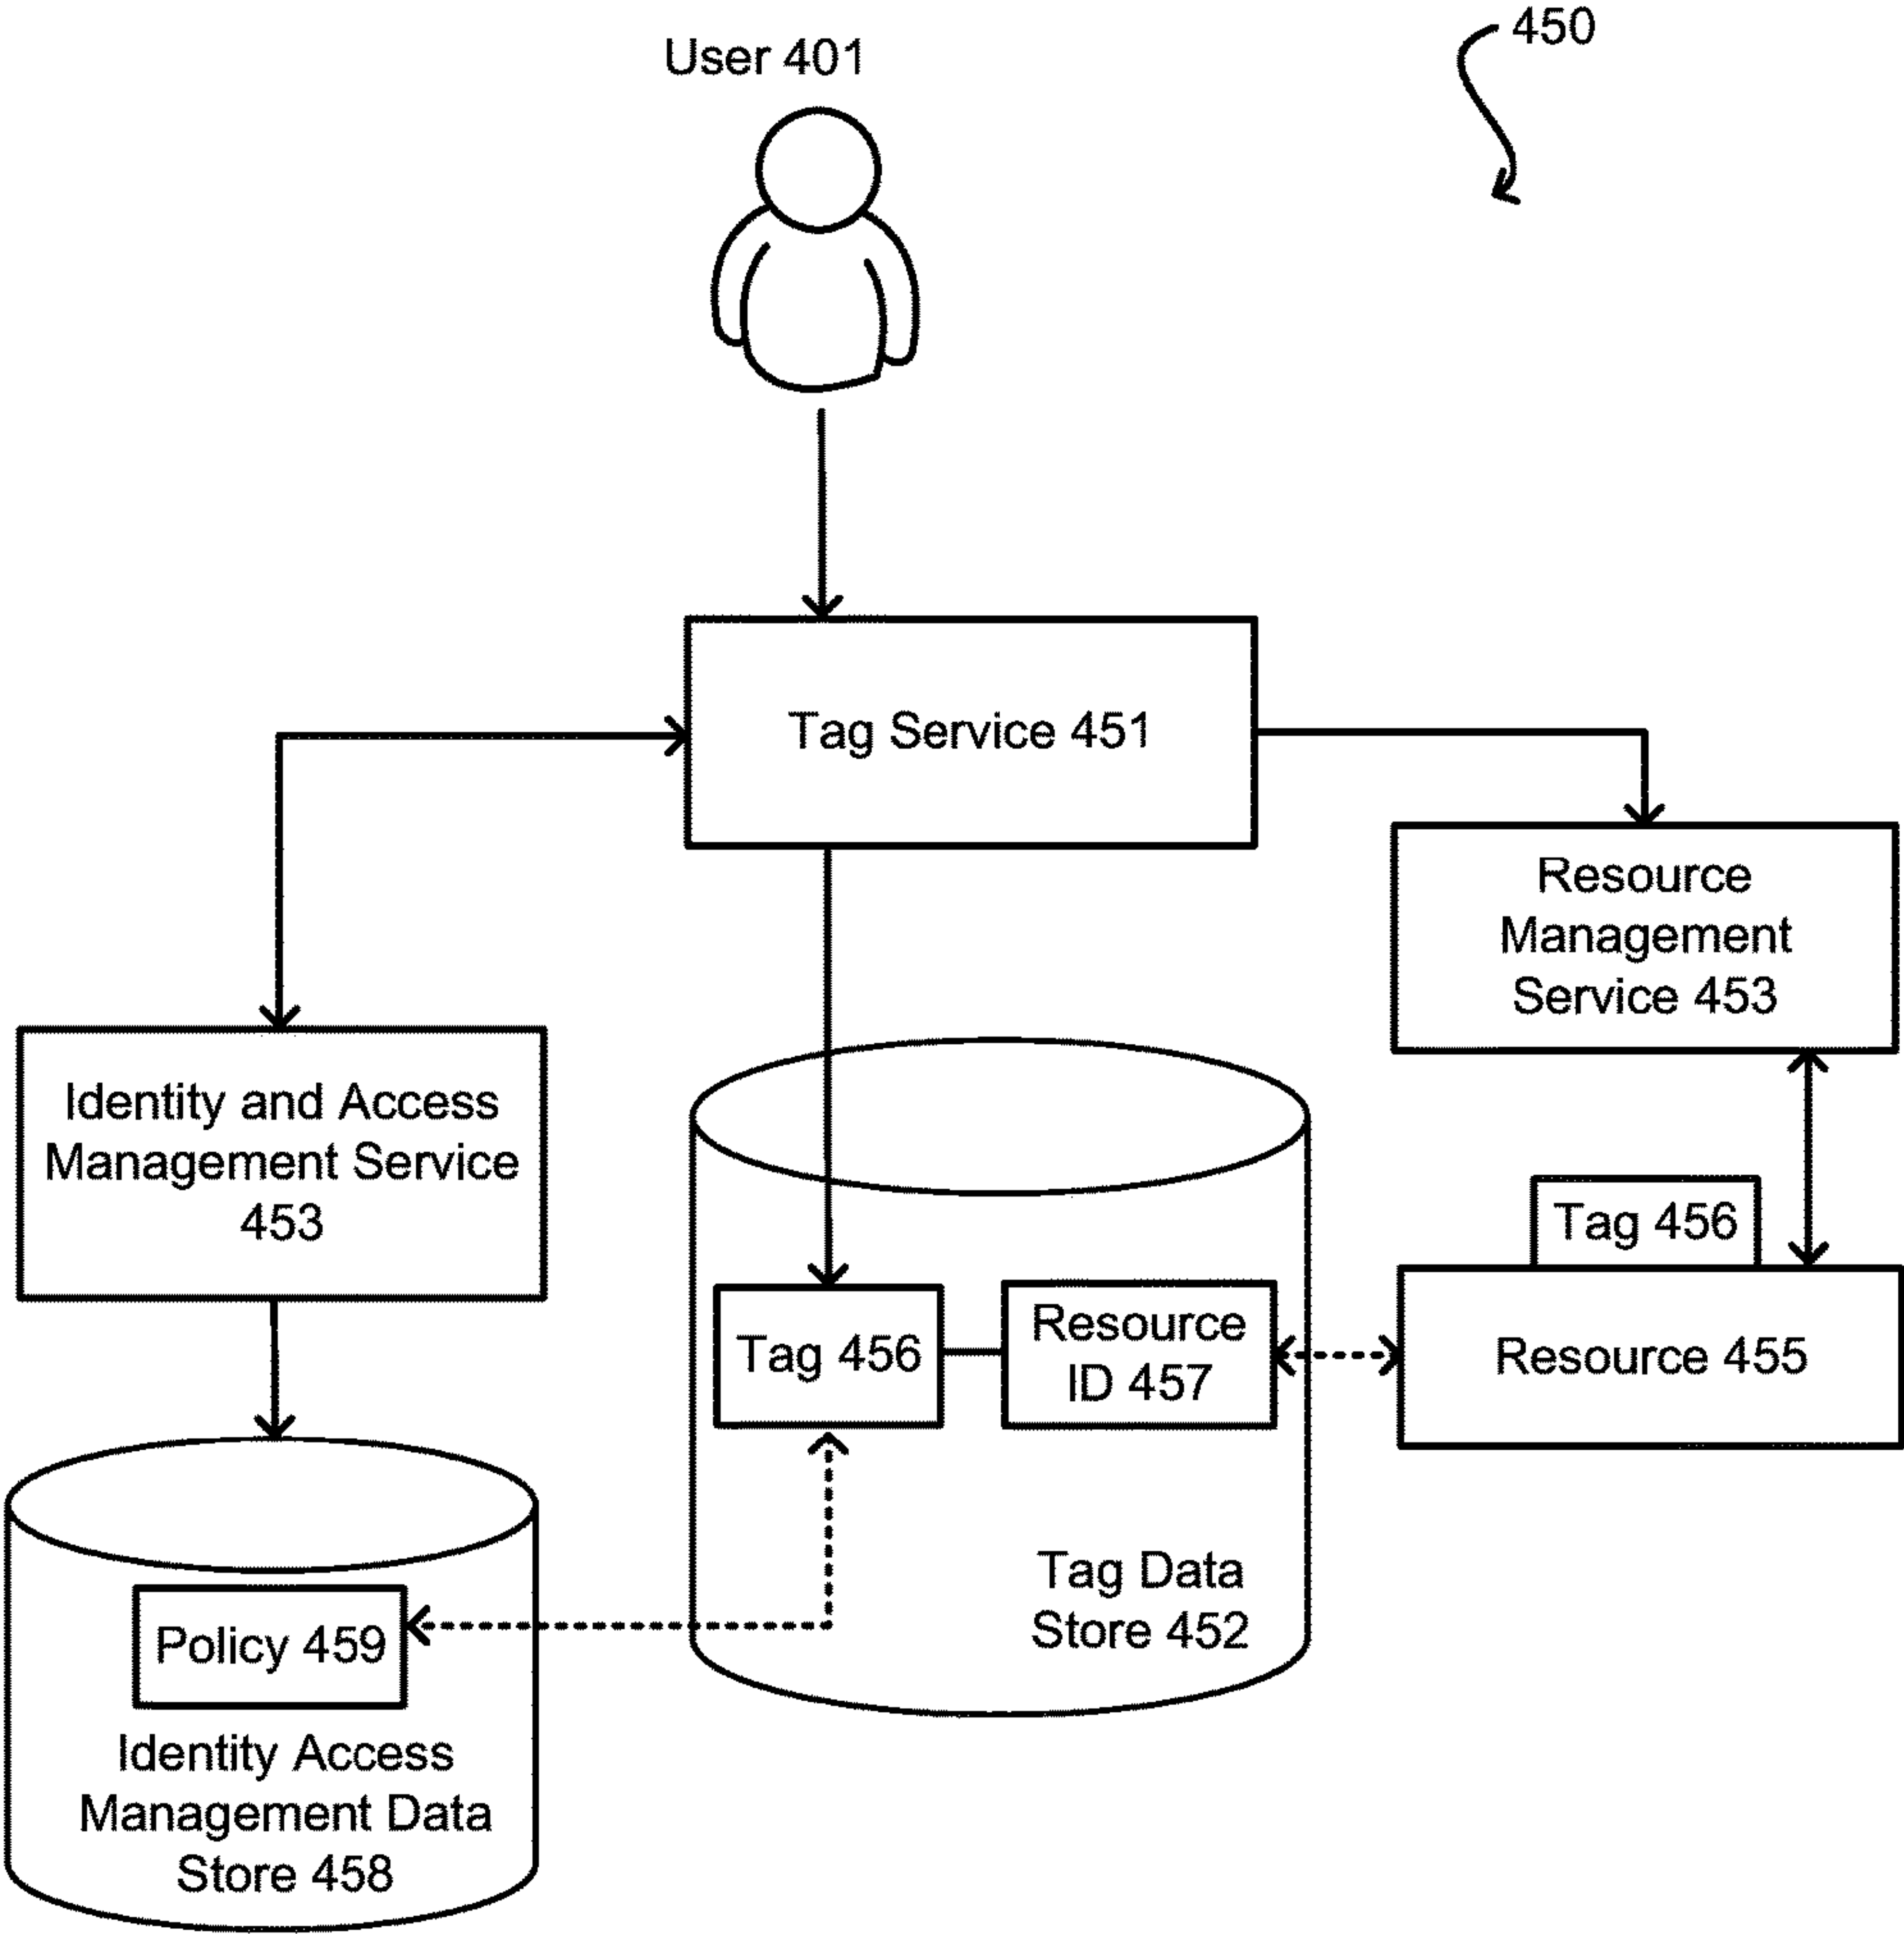 450
User 401
Tag Service 451
Resource
Management
Service 453
Identity and Access
Management Service
453
Tag 456
Tag 456
Resource
ID 457
Resource 455
Tag Data
Store 452
Policy 459
Identity Access
Management Data
Store 458